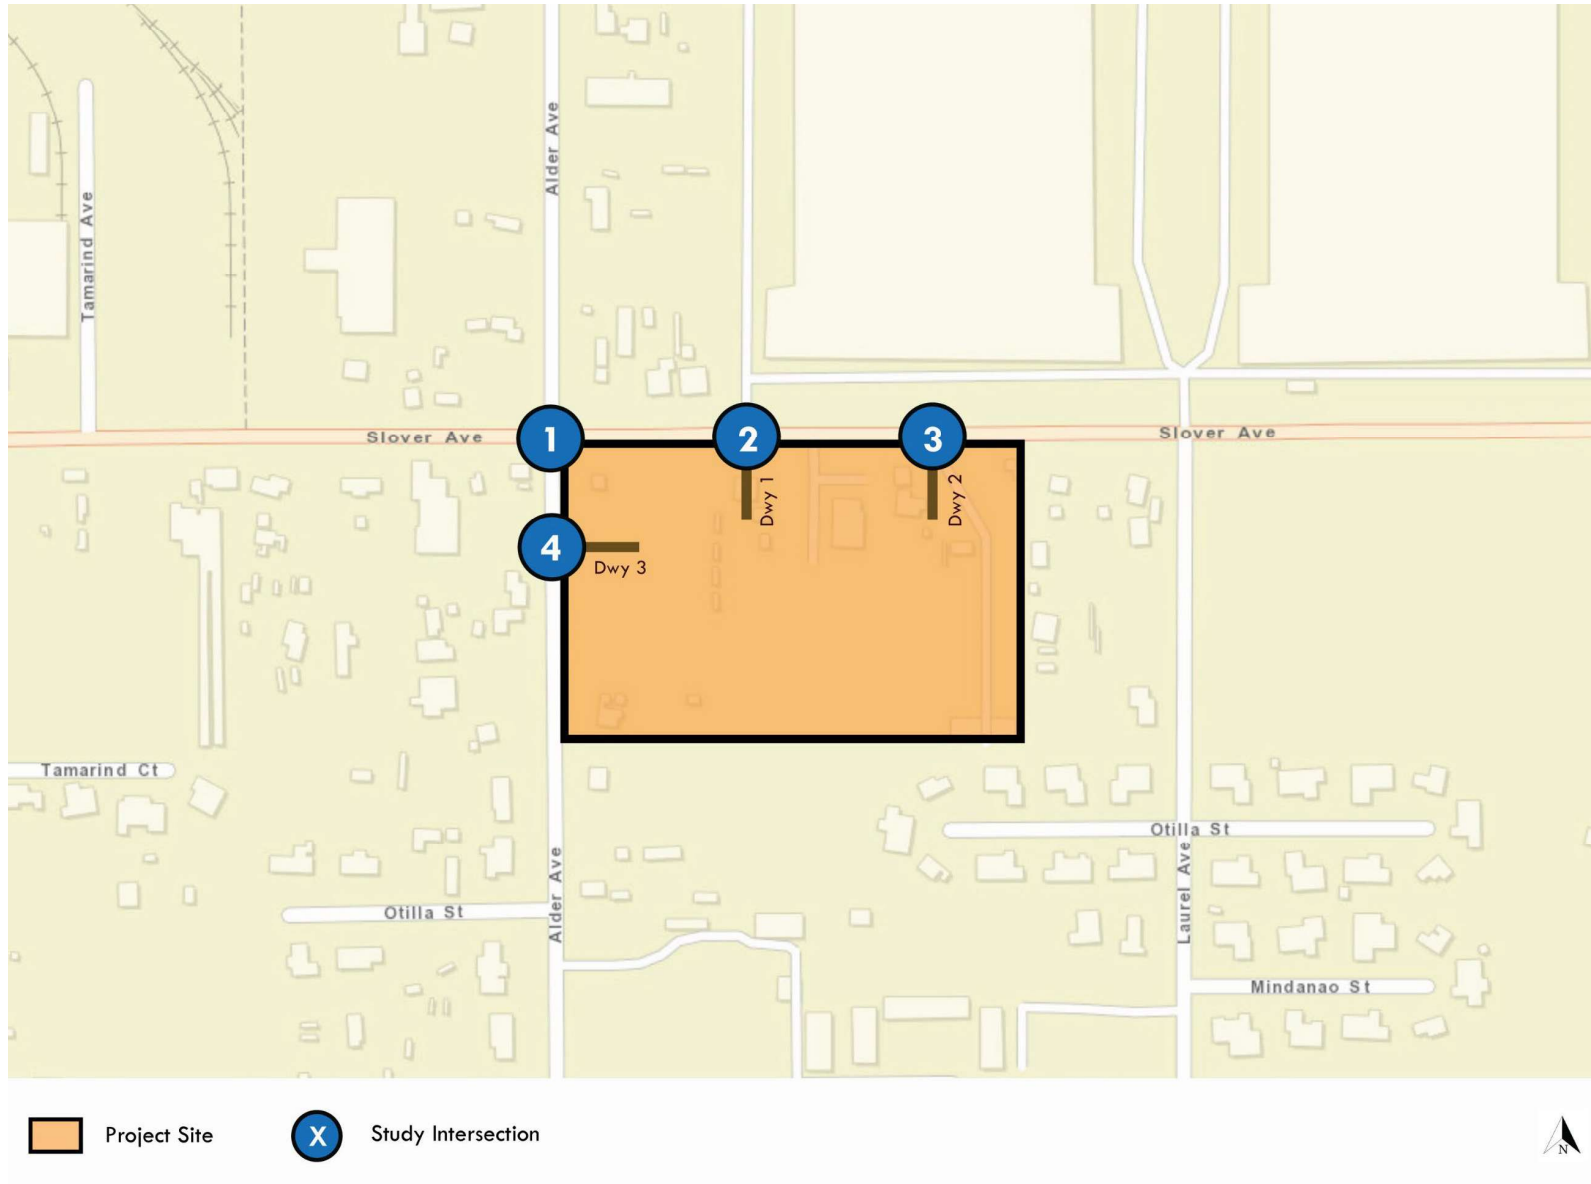 Alder Ave
Tamarind Ave
Slover Ave
1
2
3
Slover Ave
Dwy 1
Dwy 2
4
Dwy 3
Tamarind Ct
Otilla St
Alder Ave
Laurel Ave
Otilla St
Mindanao St
Project Site
X
Study Intersection
N